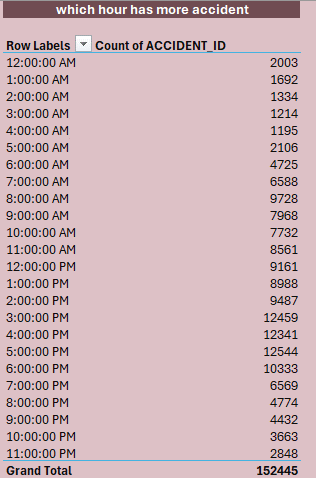 which hour has more accident
Row Labels Count of ACCIDENT_ID
12:00:00 AM 2003
1:00:00 AM 1692
2:00:00 AM 1334
3:00:00 AM 1214
4:00:00 AM 1195
5:00:00 AM 2106
6:00:00 AM 4725
7:00:00 AM 6588
8:00:00 AM 9728
9:00:00 AM 7968
10:00:00 AM 7732
11:00:00 AM 8561
12:00:00 PM 9161
1:00:00 PM 8988
2:00:00 PM 9487
3:00:00 PM 12459
4:00:00 PM 12341
5:00:00 PM 12544
6:00:00 PM 10333
7:00:00 PM 6569
8:00:00 PM 4774
9:00:00 PM 4432
10:00:00 PM 3663
11:00:00 PM 2848
Grand Total 152445